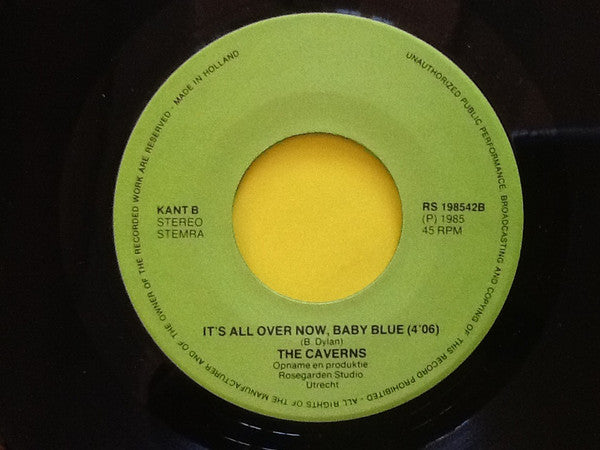 UNAUTHORIZED PUBLIC PERFORMANCE. BROADCASTING AND COPYING OF THIS RECORD PROHIBITED - ALL RIGHTS OF THE MANUFACTURER AND OF THE OWNER OF THE RECORDED WORK ARE RESERVED - MADE IN HOLLAND
KANT B
STEREO
STEMRA
RS 198542B
(P) 1985
45 RPM
IT'S ALL OVER NOW, BABY BLUE (4'06)
(B. Dylan)
THE CAVERNS
Opname en produktie
Rosegarden Studio
Utrecht